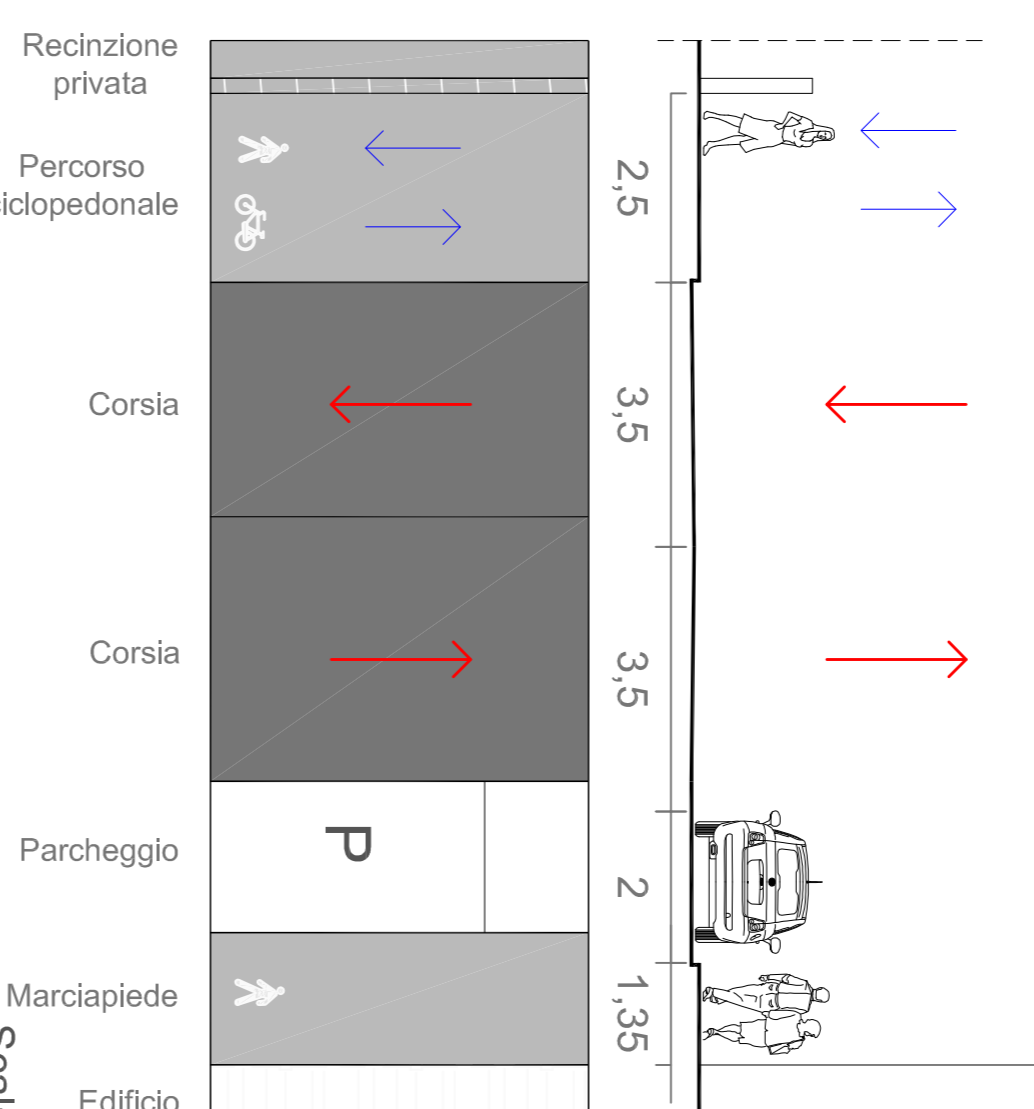 Recinzione
privata
Percorso
ciclopedonale
2,5
Corsia
3,5
Corsia
3,5
P
Parcheggio
2
Marciapiede
1,35
Edificio